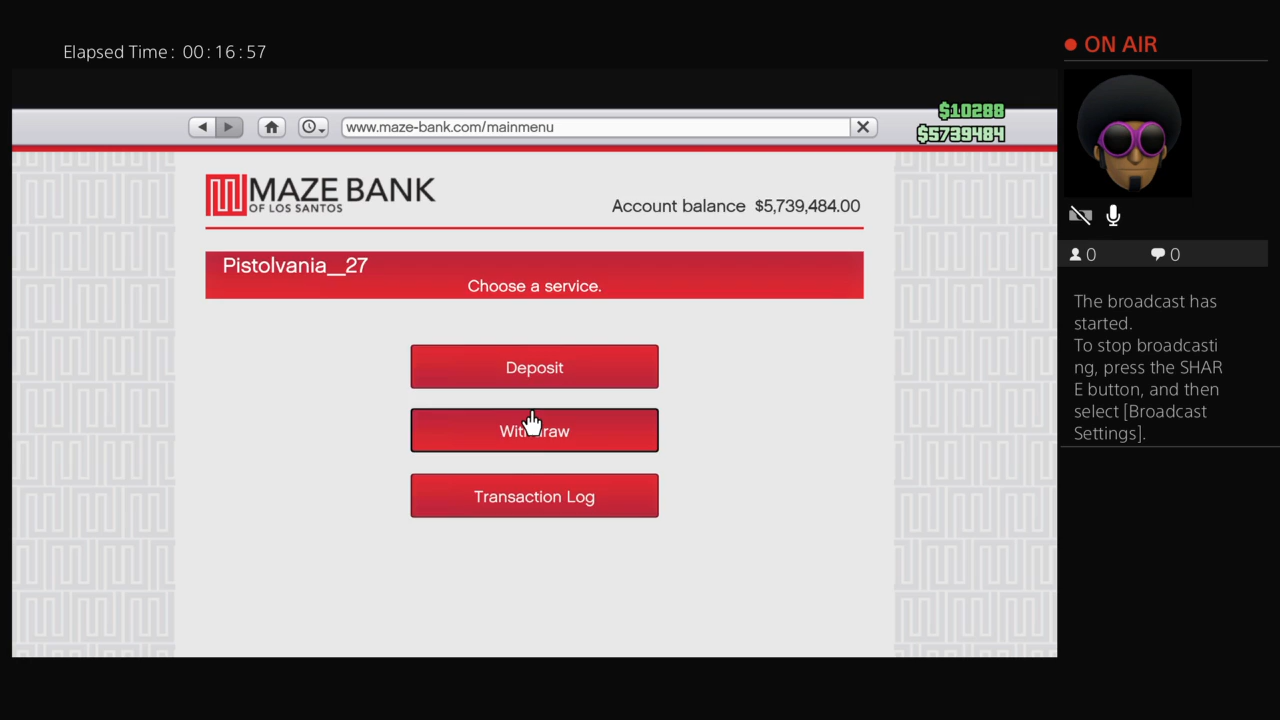 Elapsed Time: 00:16:57
ON AIR
$10288
www.maze-bank.com/mainmenu
$5739484
MAZE BANK
OF LOS SANTOS
Account balance $5,739,484.00
Pistolvania__27
Choose a service.
Deposit
Withdraw
Transaction Log
0
0
The broadcast has
started.
To stop broadcasti
ng, press the SHAR
E button, and then
select [Broadcast
Settings].